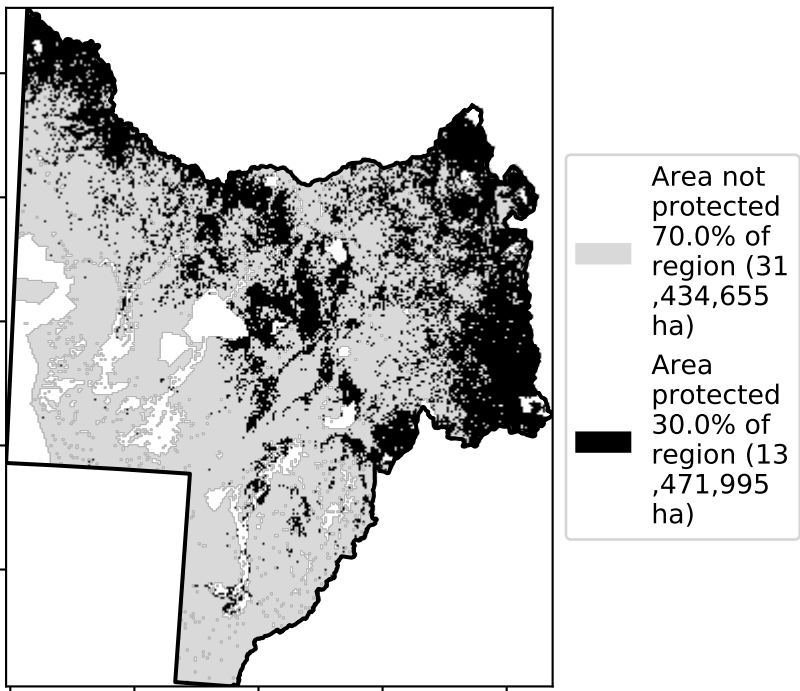 Area not
protected
70.0% of
region (31
,434,655
ha)
Area
protected
30.0% of
region (13
,471,995
ha)